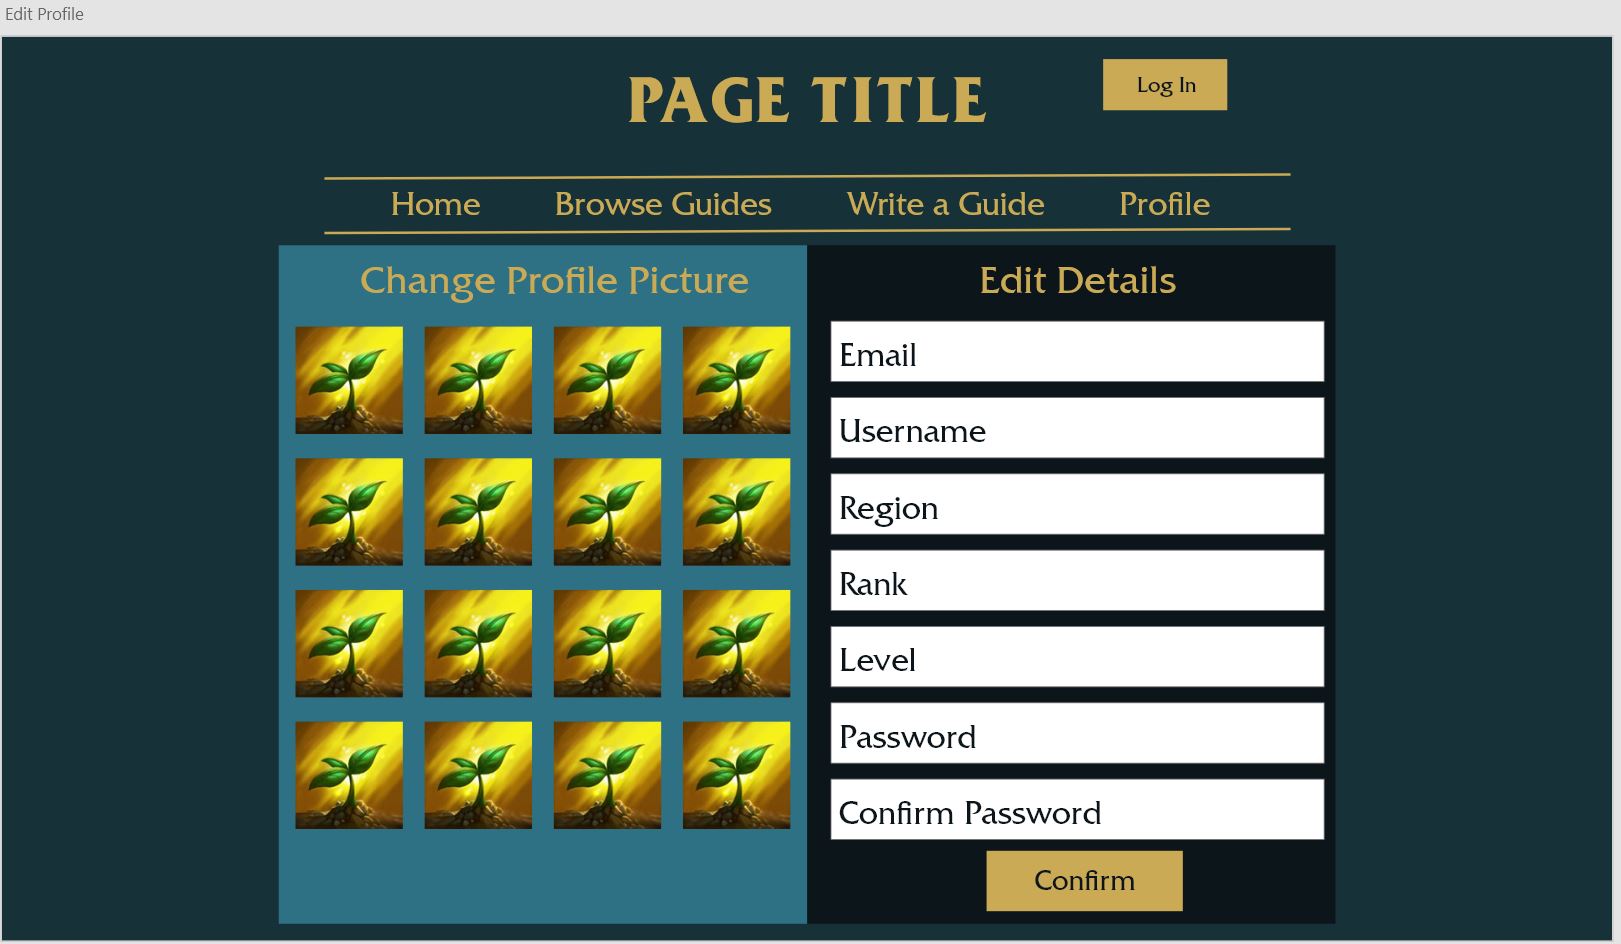 Edit Profile
PAGE TITLE
Log In
Home Browse Guides Write a Guide Profile
Change Profile Picture
Edit Details
Email
Username
Region
Rank
Level
Password
Confirm Password
Confirm